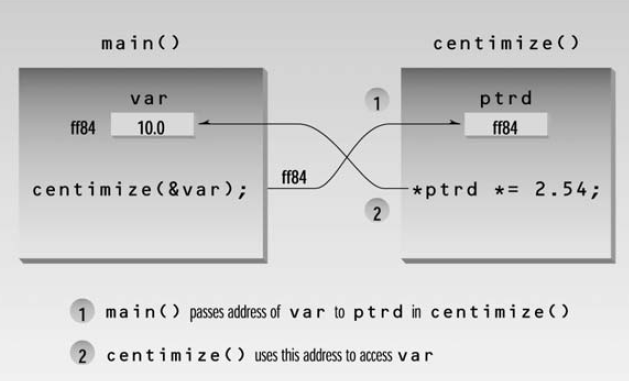 main()
centimize()
var
ff84
10.0
centimize(&var);
ff84
1
2
ptrd
ff84
*ptrd *= 2.54;
1 main() passes address of var to ptrd in centimize()
2 centimize() uses this address to access var